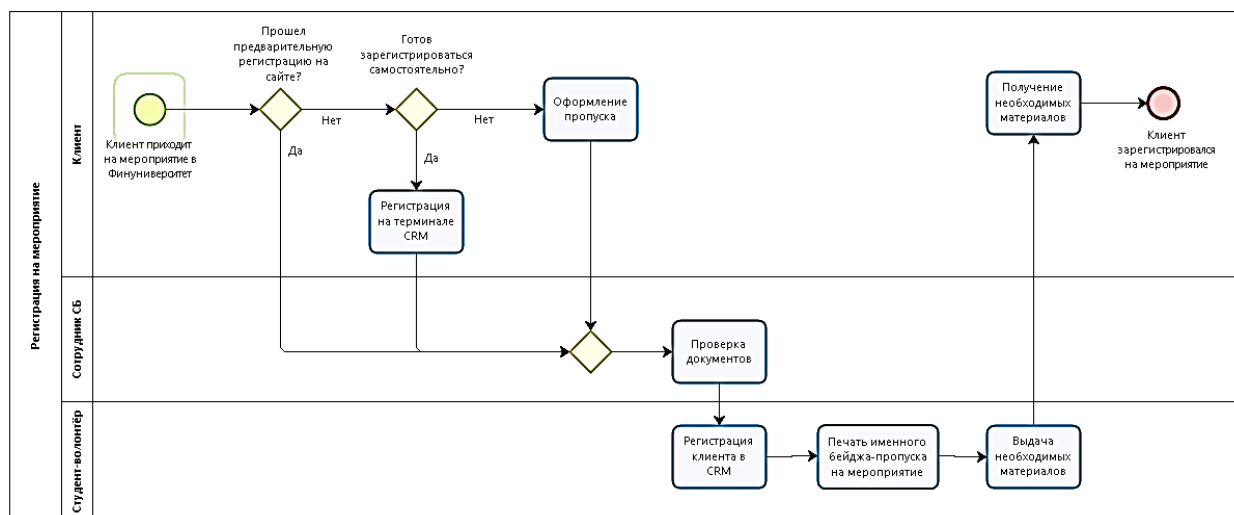 Регистрация на мероприятие
Клиент
Клиент приходит
на мероприятие в
Финуниверситет
Прошел
предварительную
регистрацию на
сайте?
Нет
Да
Готов
зарегистрироваться
самостоятельно?
Нет
Да
Регистрация
на терминале
CRM
Оформление
пропуска
Получение
необходимых
материалов
Клиент
зарегистрировался
на мероприятие
Сотрудник СБ
Проверка
документов
Студент-волонтёр
Регистрация
клиента в
CRM
Печать именного
бейджа-пропуска
на мероприятие
Выдача
необходимых
материалов